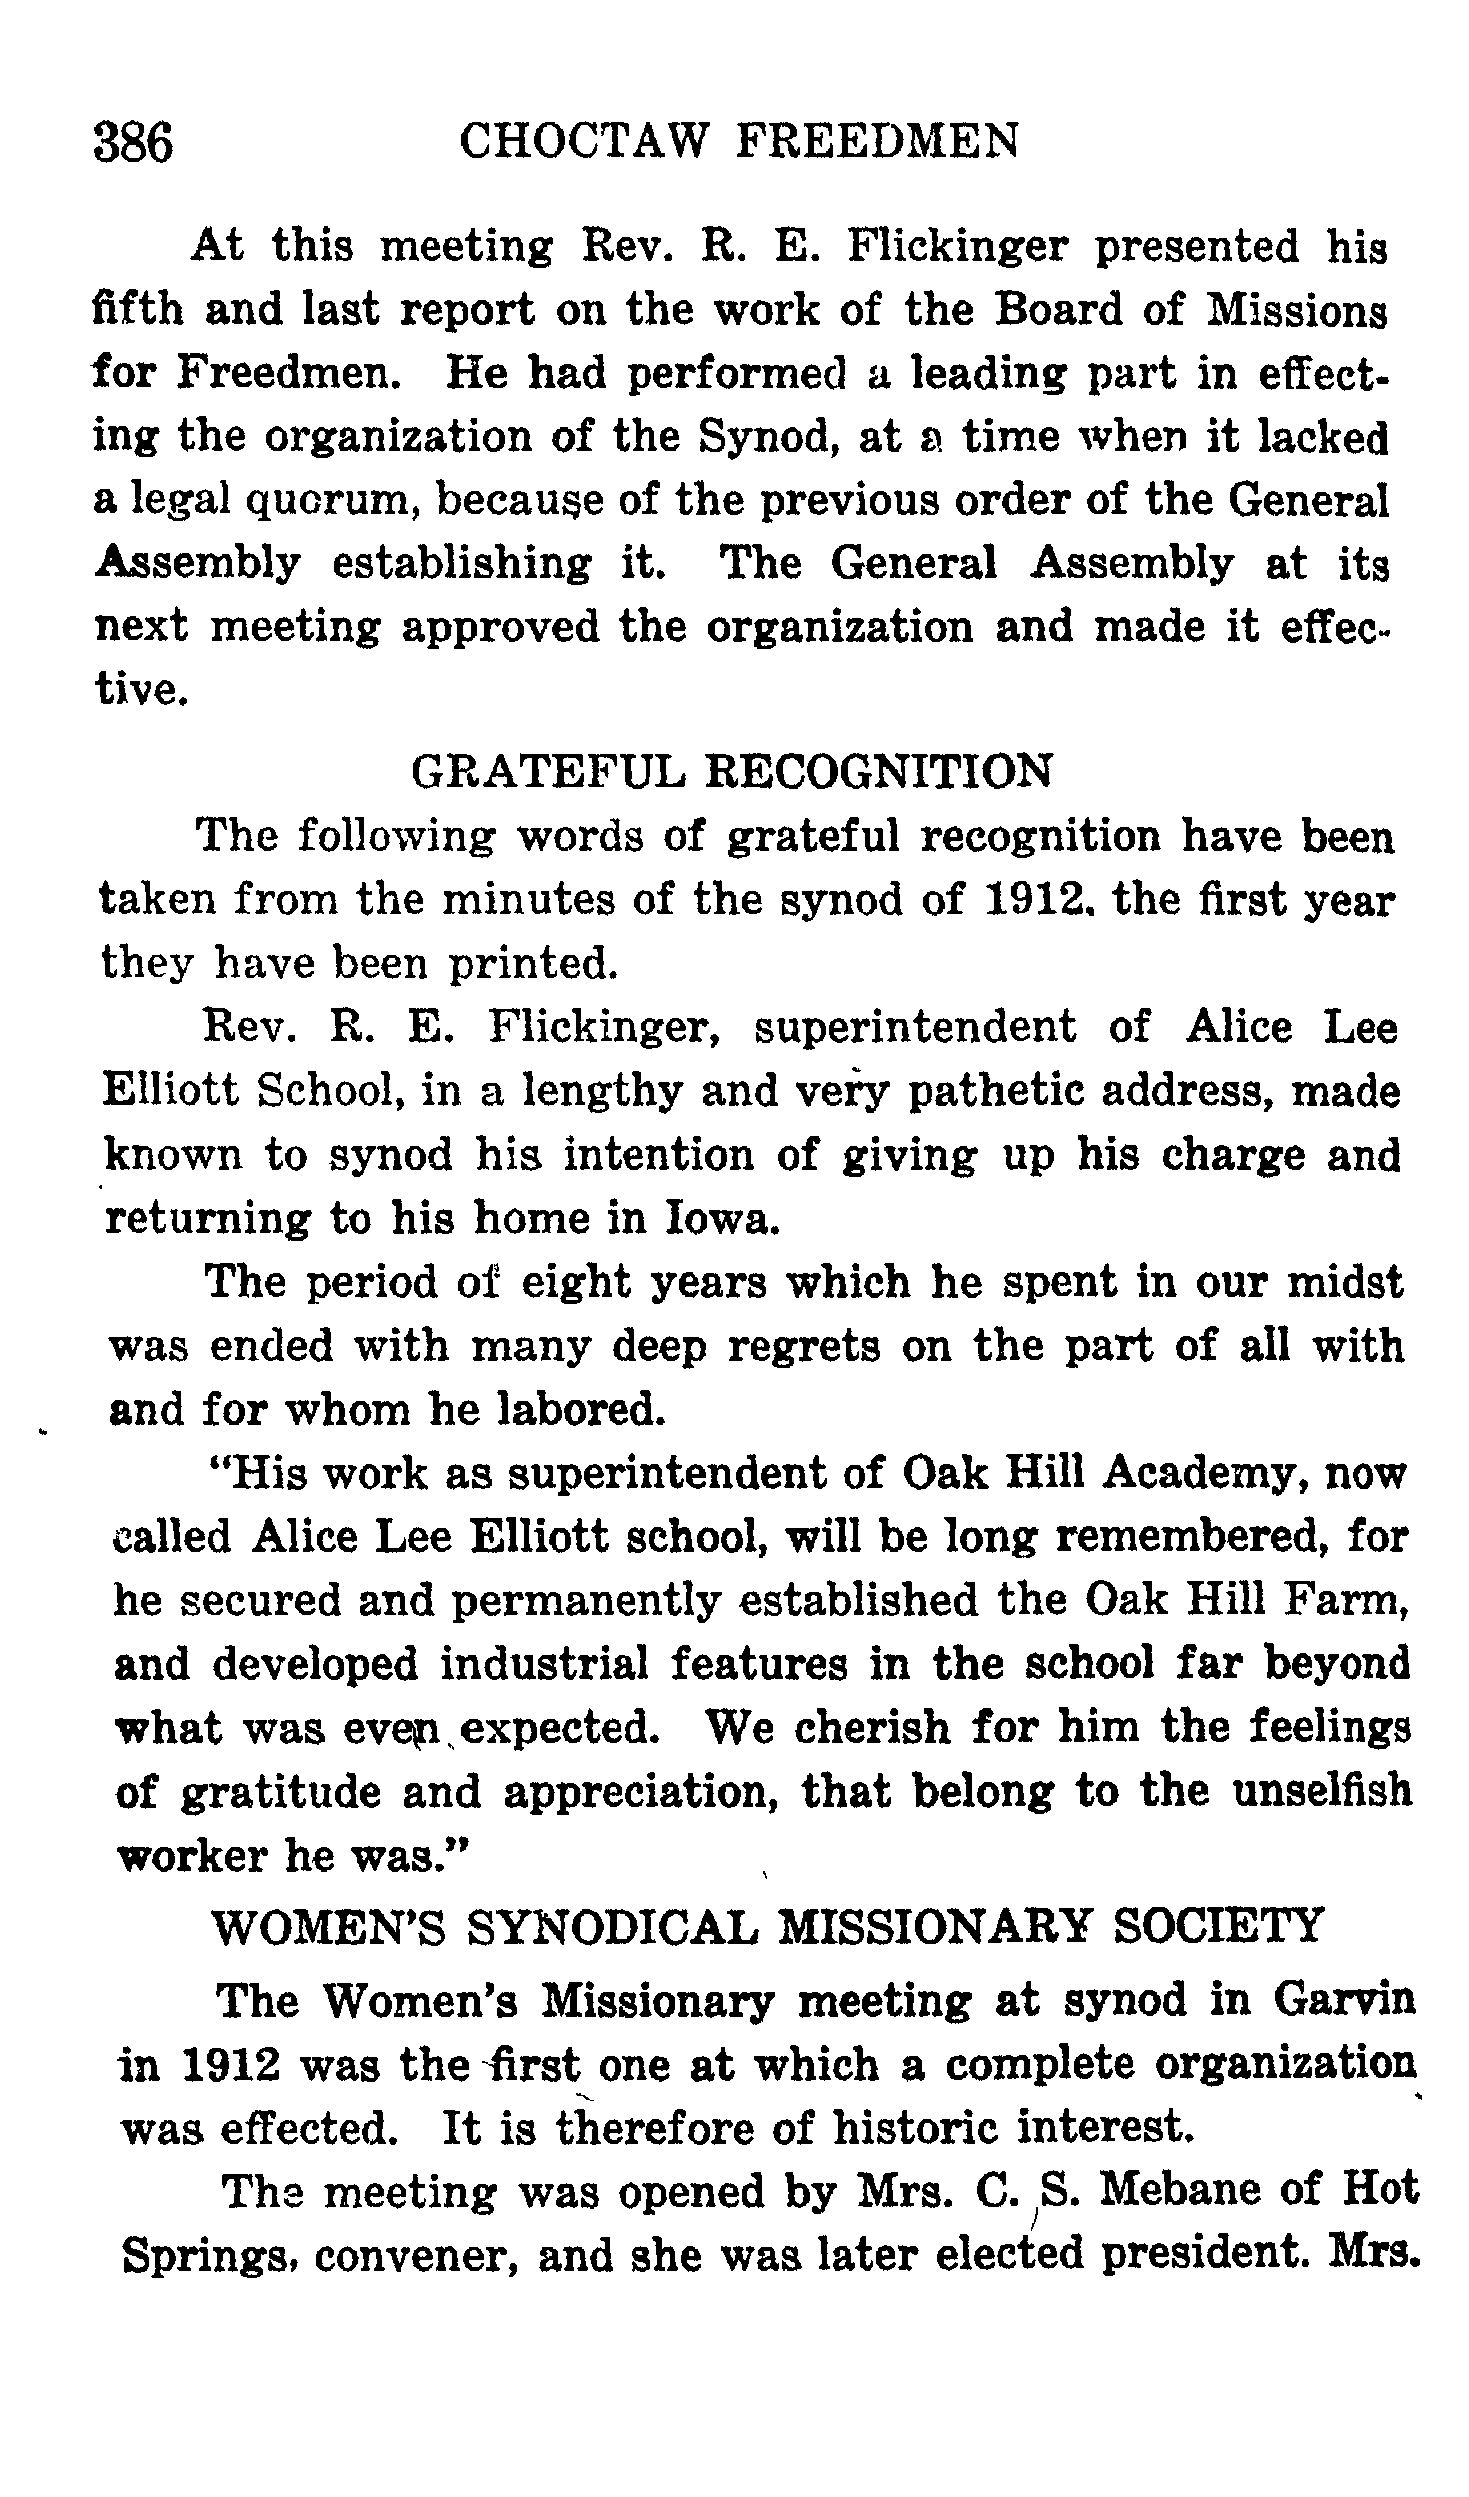 386 CHOCTAW FREEDMEN
At this meeting Rev. R. E. Flickinger presented his
fifth and last report on the work of the Board of Missions
for Freedmen. He had performed a leading part in effect-
ing the organization of the Synod, at a time when it lacked
a legal quorum, because of the previous order of the General
Assembly establishing it. The General Assembly at its
next meeting approved the organization and made it effec-
tive.
GRATEFUL RECOGNITION
The following words of grateful recognition have been
taken from the minutes of the synod of 1912. the first year
they have been printed.
Rev. R. E. Flickinger, superintendent of Alice Lee
Elliott School, in a lengthy and very pathetic address, made
known to synod his intention of giving up his charge and
returning to his home in Iowa.
The period of eight years which he spent in our midst
was ended with many deep regrets on the part of all with
and for whom he labored.
"His work as superintendent of Oak Hill Academy, now
called Alice Lee Elliott school, will be long remembered, for
he secured and permanently established the Oak Hill Farm,
and developed industrial features in the school far beyond
what was even expected. We cherish for him the feelings
of gratitude and appreciation, that belong to the unselfish
worker he was."
WOMEN'S SYNODICAL MISSIONARY SOCIETY
The Women's Missionary meeting at synod in Garvin
in 1912 was the first one at which a complete organization
was effected. It is therefore of historic interest.
The meeting was opened by Mrs. C. S. Mebane of Hot
Springs, convener, and she was later elected president. Mrs.